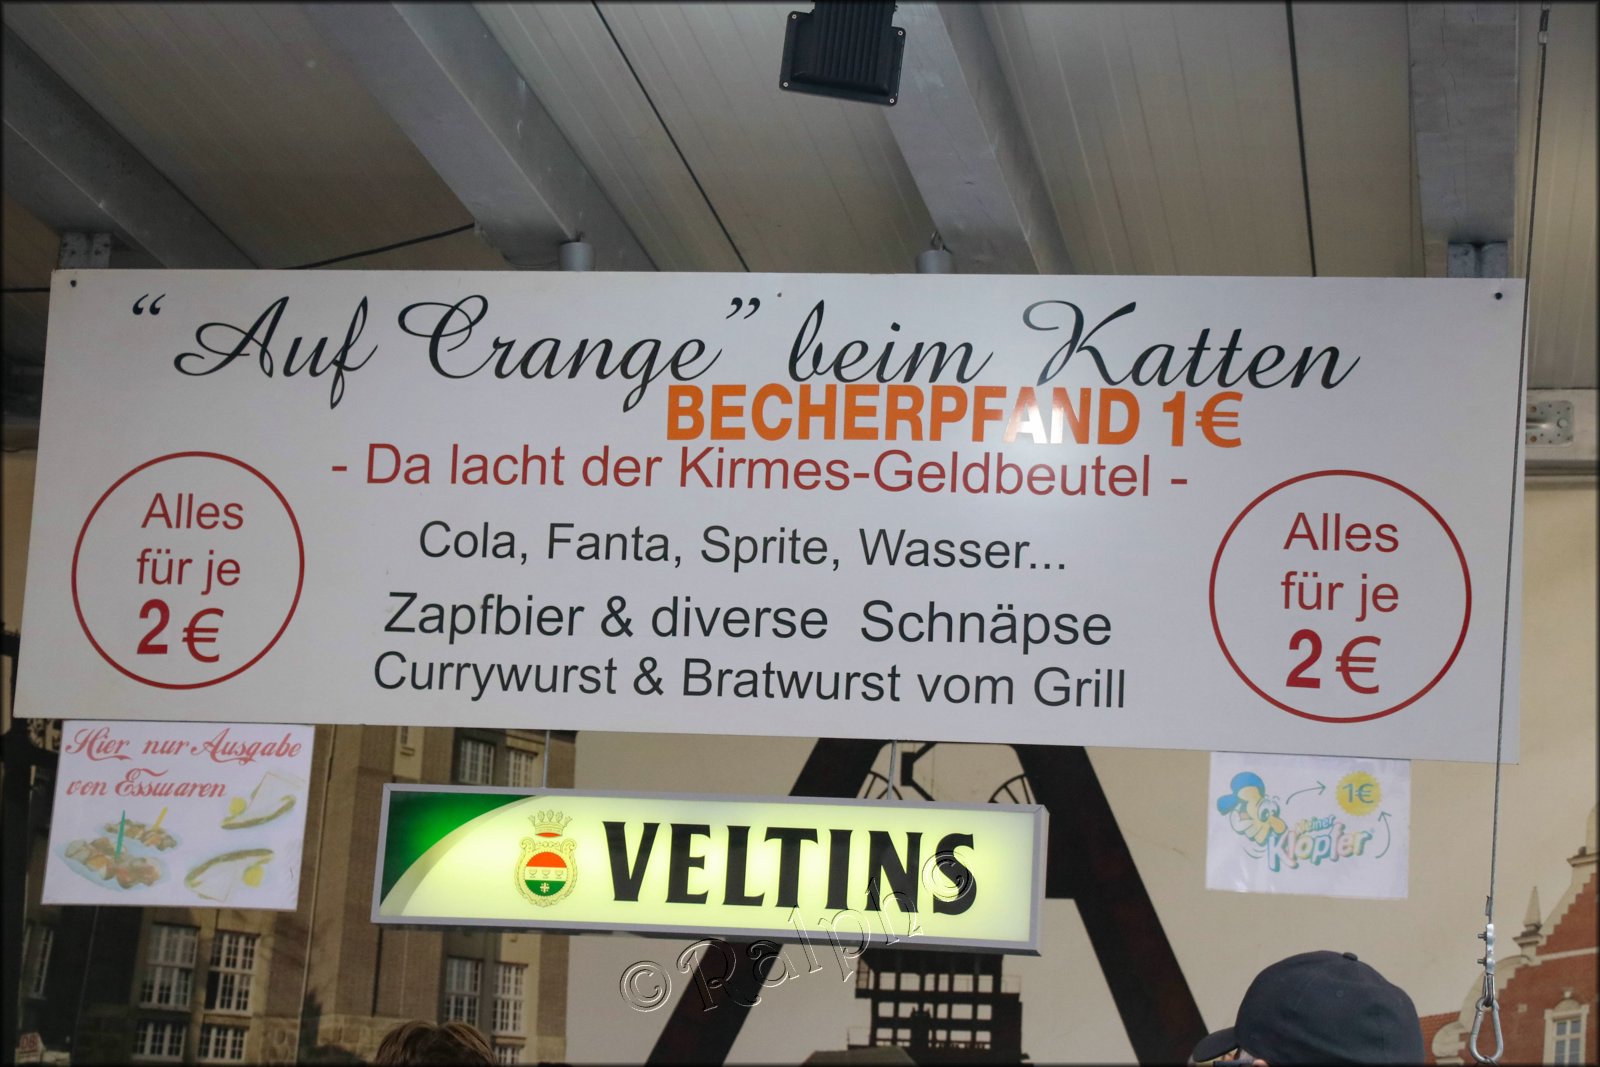 “Auf Crange” beim Katten
BECHERPFAND 1€
- Da lacht der Kirmes-Geldbeutel -
Alles
für je
2 €
Cola, Fanta, Sprite, Wasser...
Zapfbier & diverse Schnäpse
Currywurst & Bratwurst vom Grill
Alles
für je
2 €
Hier nur Ausgabe
von Esswaren
VELTINS
1€
kleiner
Klopfer
©Ralph©
DB